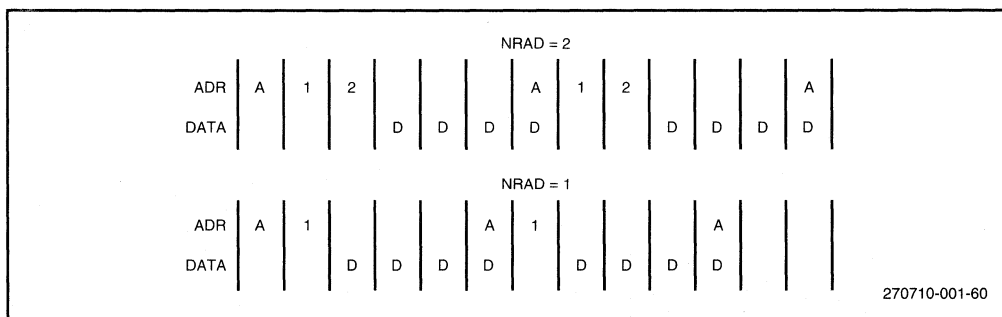 NRAD = 2
ADR A 1 2 A 1 2 A
DATA D D D D D D D D
NRAD = 1
ADR A 1 A 1 A
DATA D D D D D D D D
270710-001-60